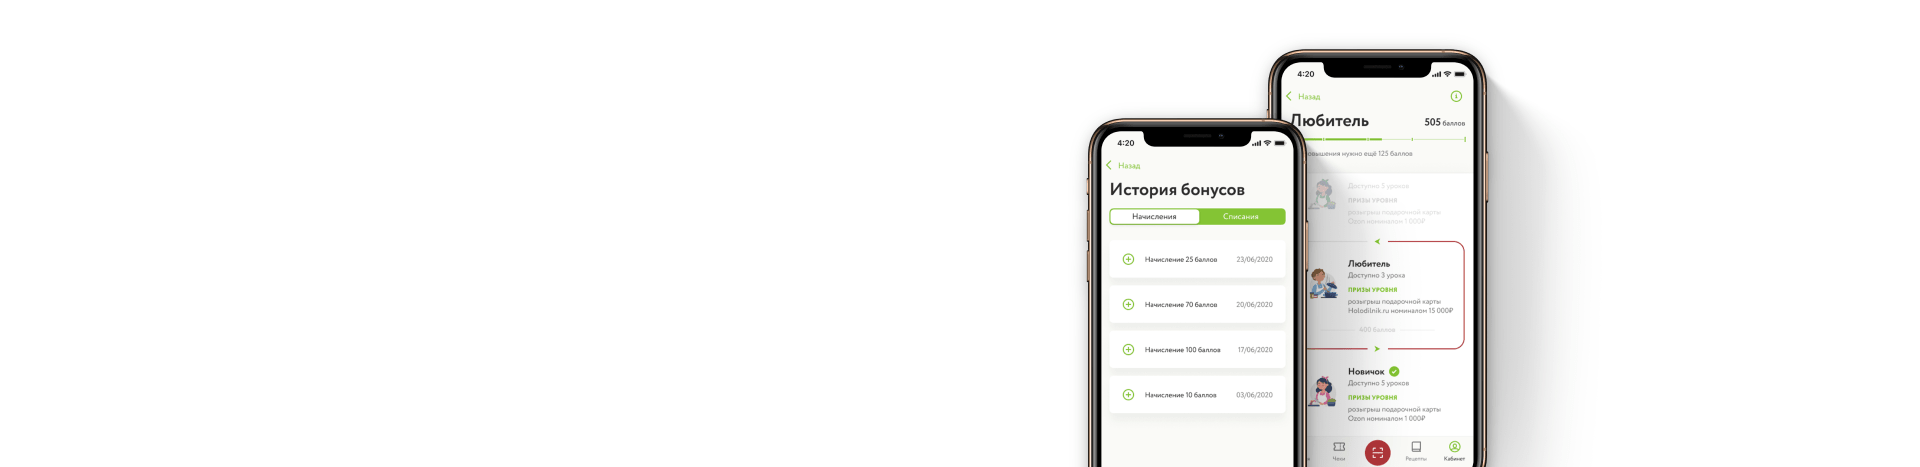 4:20
Назад
История бонусов
Начисления
Списания
Начисление 25 баллов 23/06/2020
Начисление 70 баллов 20/06/2020
Начисление 100 баллов 17/06/2020
Начисление 10 баллов 03/06/2020
4:20
Назад
Любитель
505 баллов
нужно ещё 125 баллов
Доступно 5 уроков
ПРИЗЫ УРОВНЯ
розыгрыш подарочной карты
Ozon номиналом 1 000₽
Любитель
Доступно 3 урока
ПРИЗЫ УРОВНЯ
розыгрыш подарочной карты
Holodilnik.ru номиналом 15 000₽
400 баллов
Новичок
Доступно 5 уроков
ПРИЗЫ УРОВНЯ
розыгрыш подарочной карты
Ozon номиналом 1 000₽
Чеки
Рецепты
Кабинет